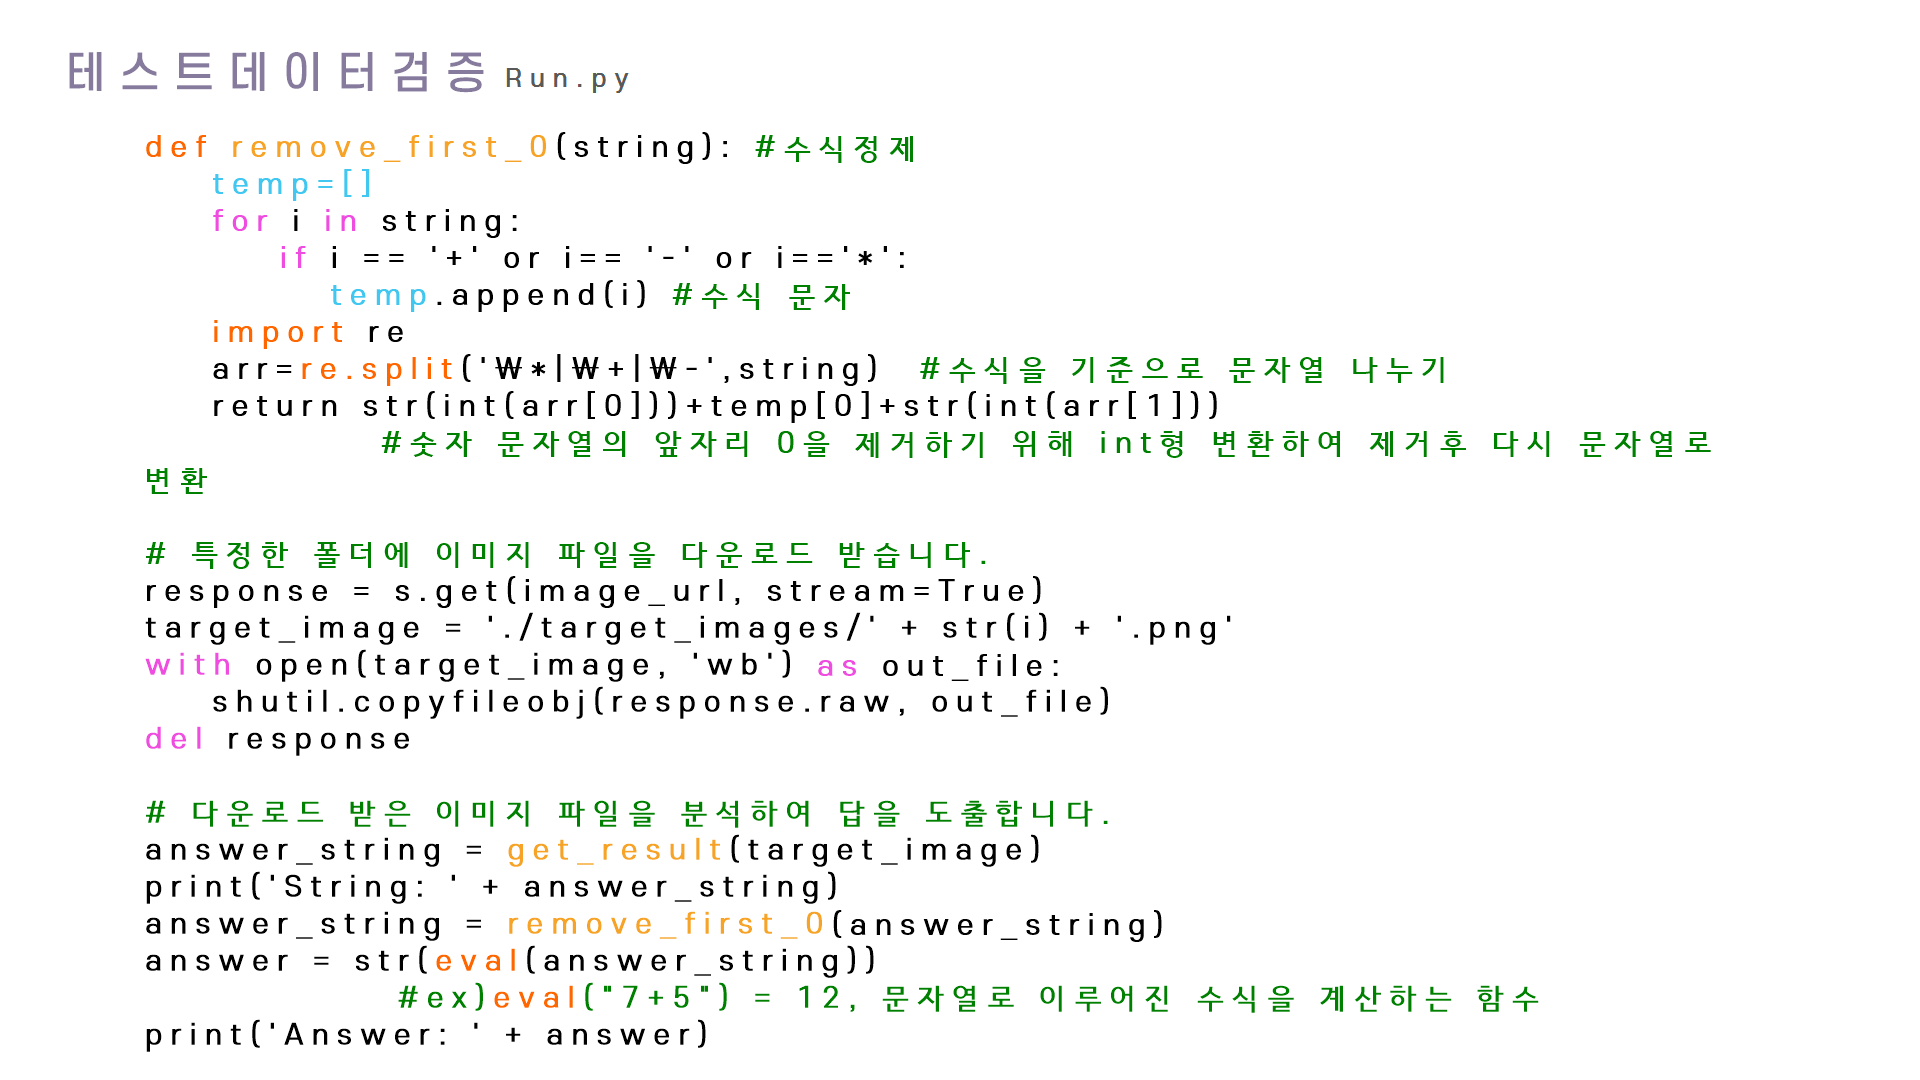 테스트데이터검증 Run.py
def remove_first_0(string): #수식정제
temp=[]
for i in string:
if i == '+' or i== '-' or i=='*':
temp.append(i) #수식 문자
import re
arr=re.split('₩*|₩+|₩-',string) #수식을 기준으로 문자열 나누기
return str(int(arr[0]))+temp[0]+str(int(arr[1]))
#숫자 문자열의 앞자리 0을 제거하기 위해 int형 변환하여 제거후 다시 문자열로
변환
# 특정한 폴더에 이미지 파일을 다운로드 받습니다.
response = s.get(image_url, stream=True)
target_image = './target_images/' + str(i) + '.png'
with open(target_image, 'wb') as out_file:
shutil.copyfileobj(response.raw, out_file)
del response
# 다운로드 받은 이미지 파일을 분석하여 답을 도출합니다.
answer_string = get_result(target_image)
print('String: ' + answer_string)
answer_string = remove_first_0(answer_string)
answer = str(eval(answer_string))
#ex)eval("7+5") = 12, 문자열로 이루어진 수식을 계산하는 함수
print('Answer: ' + answer)